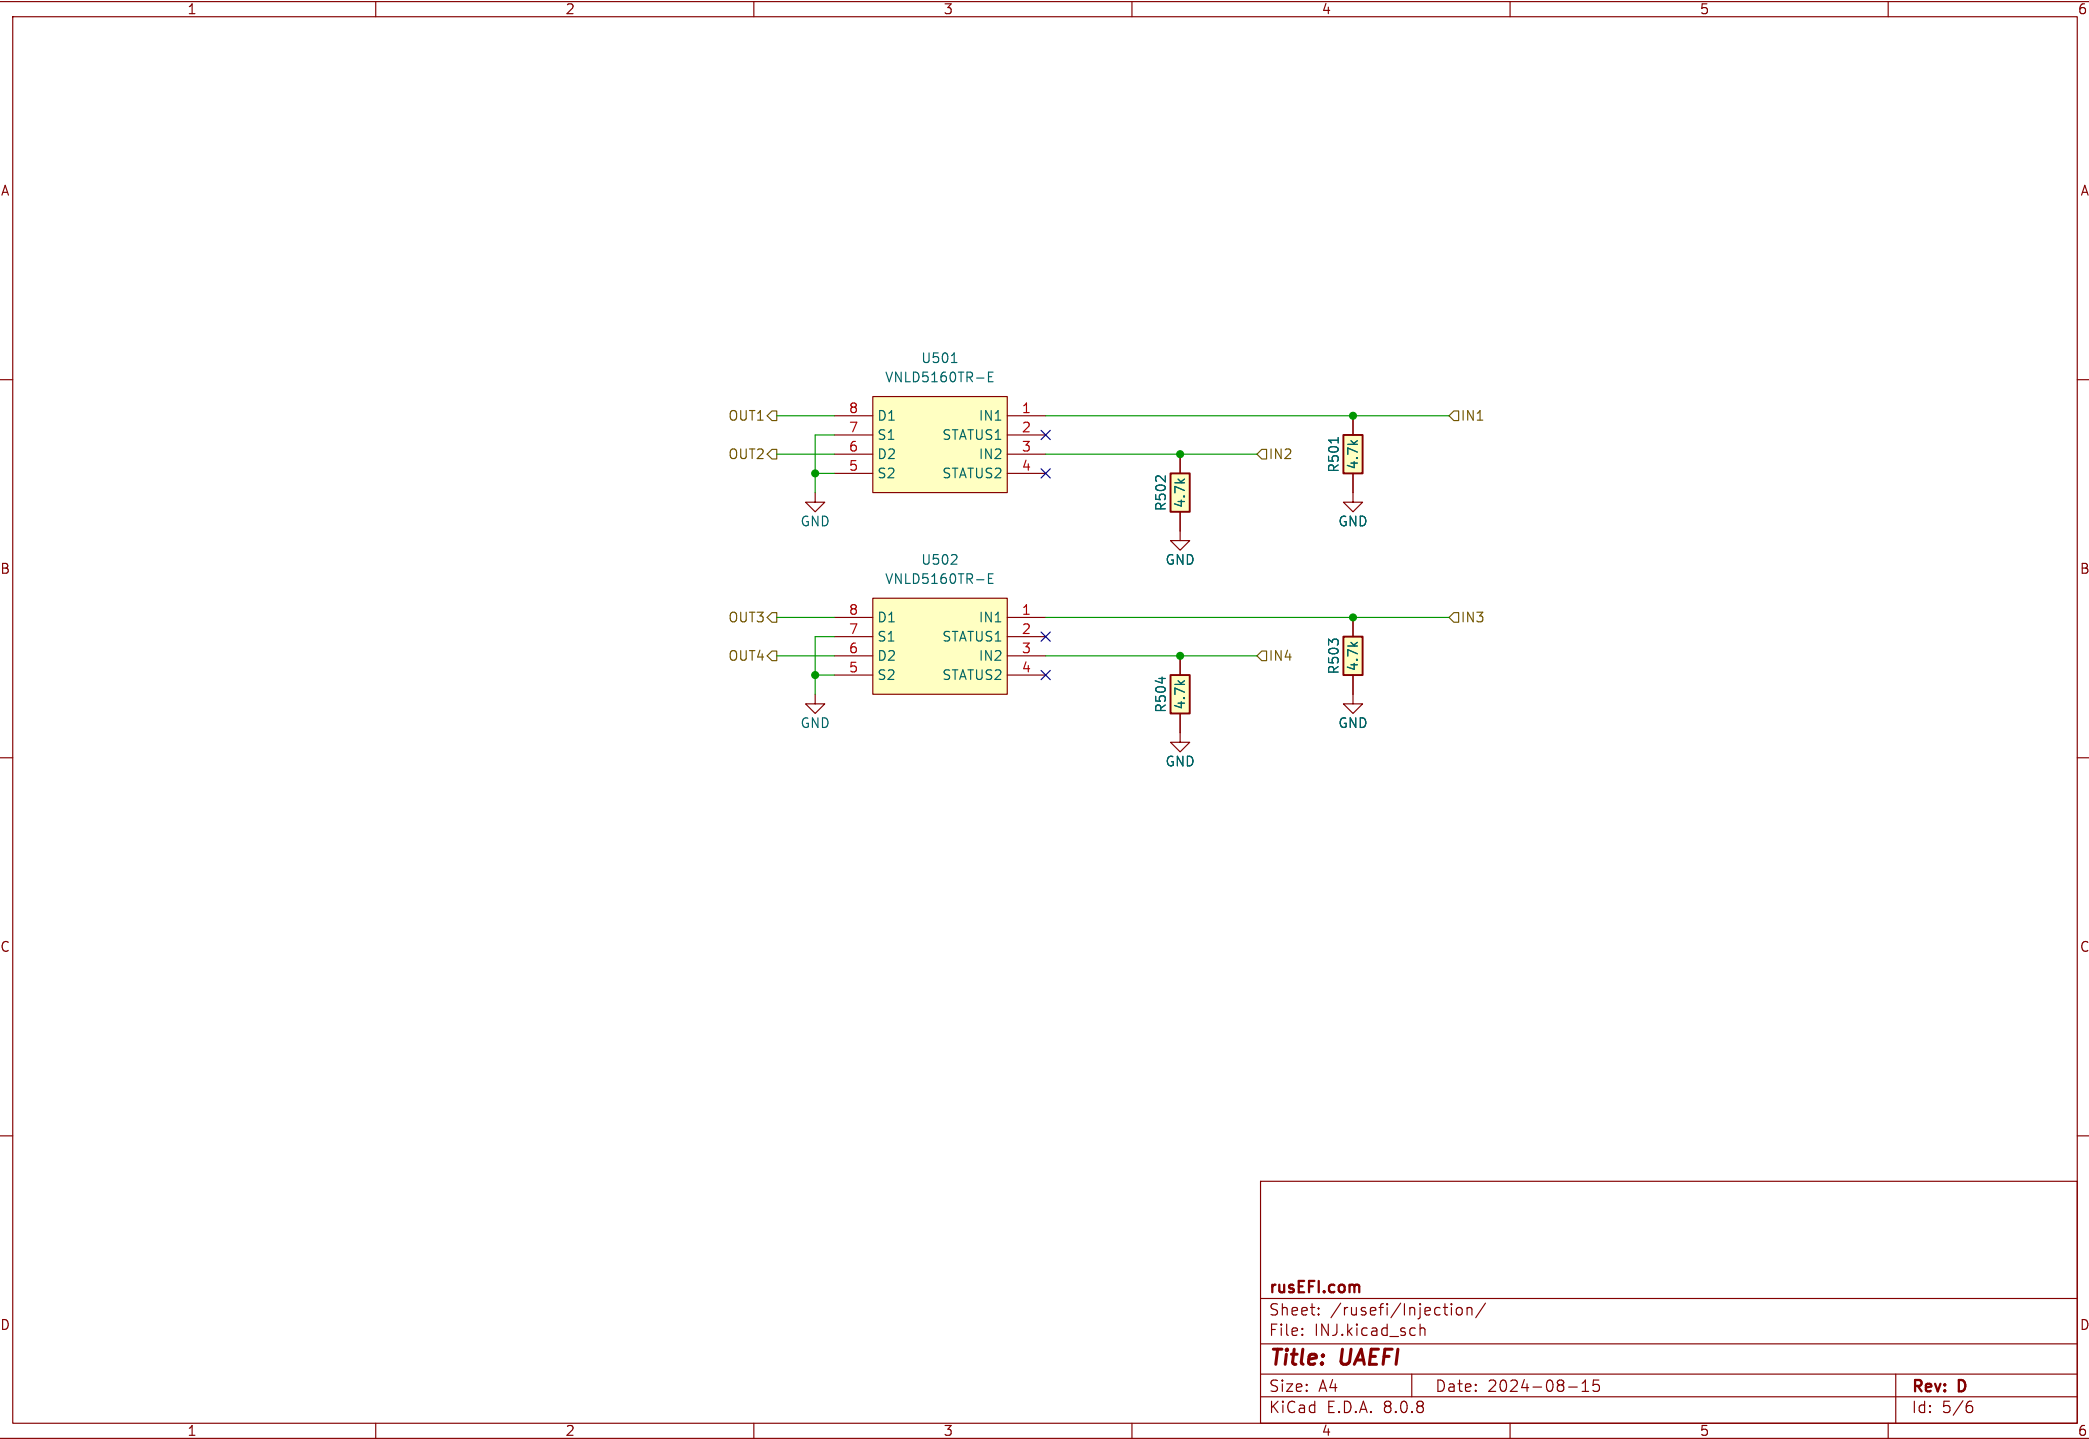 1 2 3 4 5 6
A A
U501
VNLD5160TR-E
OUT1 8 D1 IN1 1 IN1
7 S1 STATUS1 2
OUT2 6 D2 IN2 3 IN2
5 S2 STATUS2 4
R501 4.7k
R502 4.7k
GND GND
GND
U502
B B
VNLD5160TR-E
OUT3 8 D1 IN1 1 IN3
7 S1 STATUS1 2
OUT4 6 D2 IN2 3 IN4
5 S2 STATUS2 4
R503 4.7k
R504 4.7k
GND GND
GND
C C
rusEFI.com
Sheet: /rusefi/Injection/
D D
File: INJ.kicad_sch
Title: UAEFI
Size: A4 Date: 2024-08-15 Rev: D
KiCad E.D.A. 8.0.8 Id: 5/6
1 2 3 4 5 6